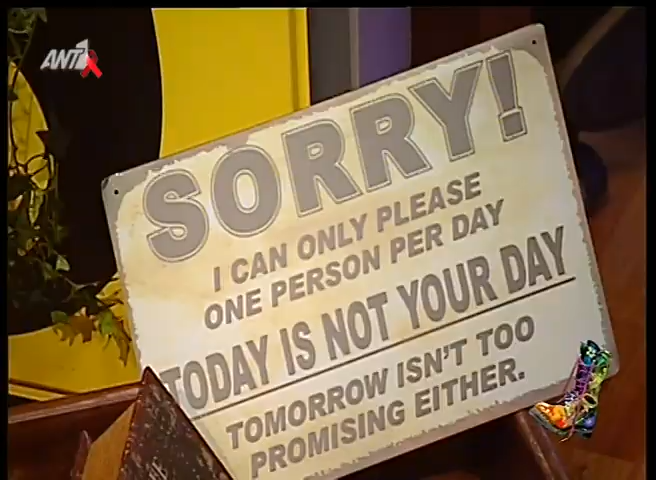 ANT1
SORRY!
I CAN ONLY PLEASE
ONE PERSON PER DAY
TODAY IS NOT YOUR DAY
TOMORROW ISN'T TOO
PROMISING EITHER.